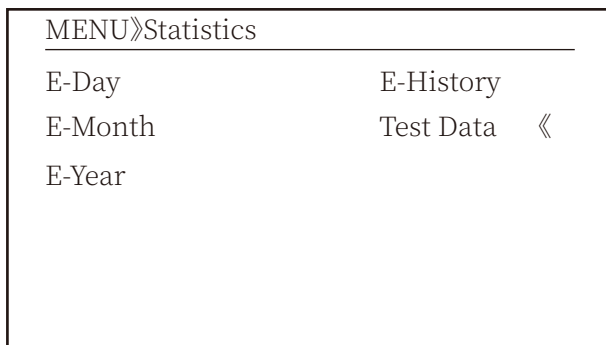 MENU》Statistics
E-Day E-History
E-Month Test Data 《
E-Year